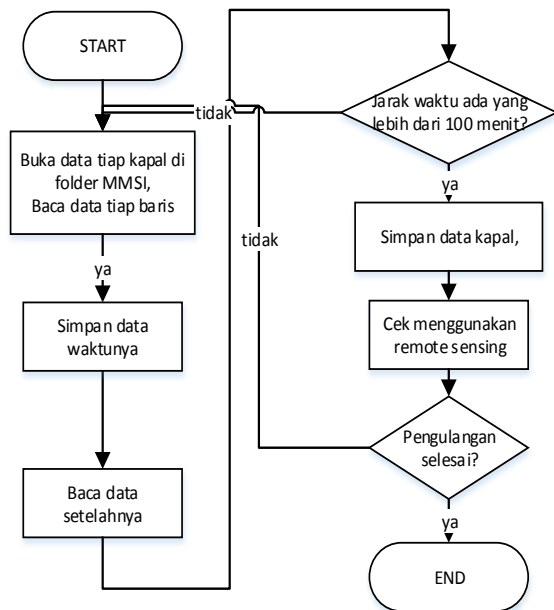 START
Buka data tiap kapal di
folder MMSI,
Baca data tiap baris
ya
Simpan data
waktunya
Baca data
setelahnya
tidak
Jarak waktu ada yang
lebih dari 100 menit?
ya
Simpan data kapal,
Cek menggunakan
remote sensing
tidak
Pengulangan
selesai?
ya
END